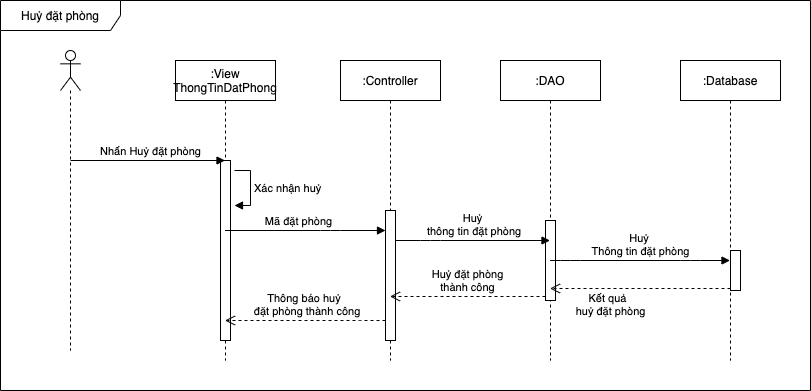 Huỷ đặt phòng
:View
ThongTinDatPhong
:Controller
:DAO
:Database
Nhấn Huỷ đặt phòng
Xác nhận huỷ
Mã đặt phòng
Huỷ
thông tin đặt phòng
Huỷ
Thông tin đặt phòng
Huỷ đặt phòng
thành công
Kết quả
huỷ đặt phòng
Thông báo huỷ
đặt phòng thành công